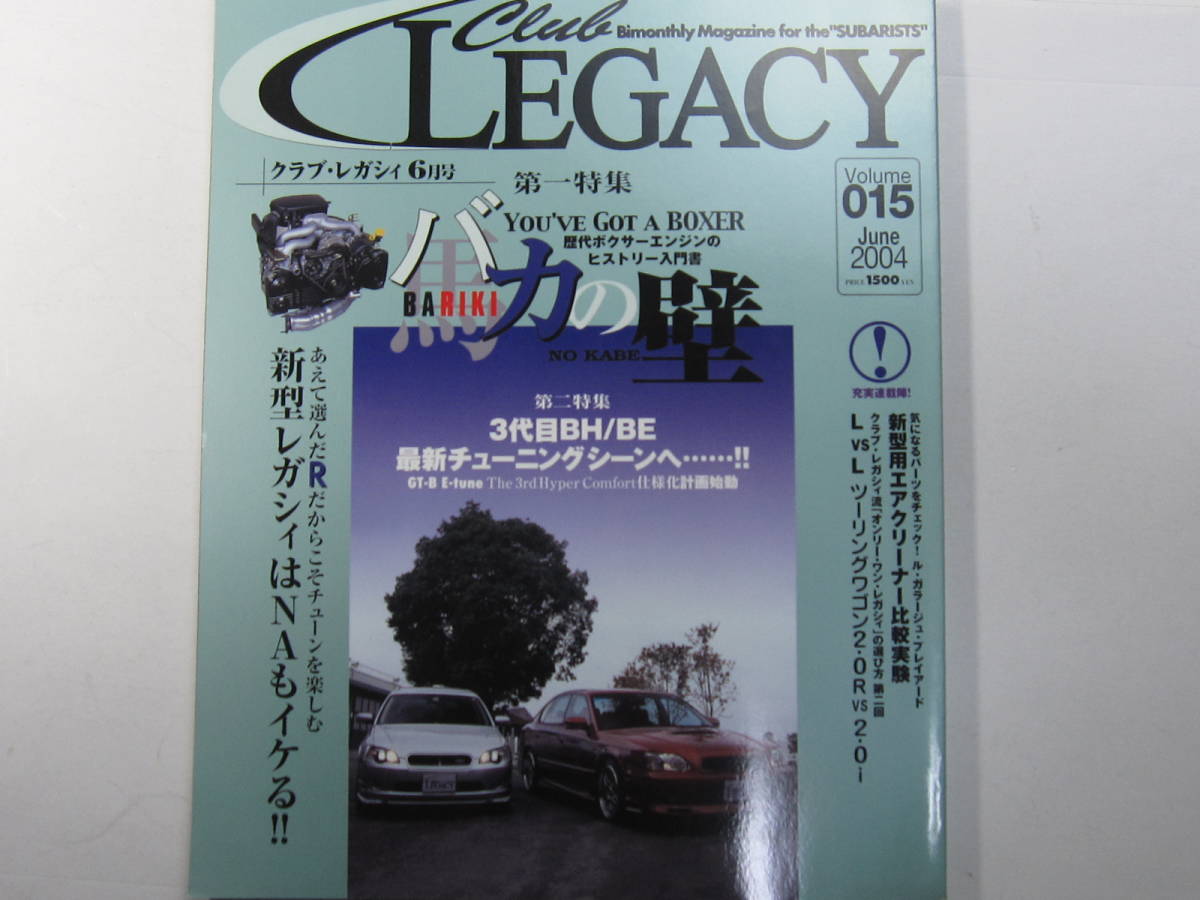 Club Bimonthly Magazine for the"SUBARISTS"
LEGACY
クラブ・レガシィ 6月号
第一特集
Volume
015
June
2004
PRICE 1500 YEN
YOU'VE GOT A BOXER
歴代ボクサーエンジンの
ヒストリー入門書
馬
バカの壁
BARIKI
NO KABE
第二特集
3代目BH/BE
最新チューニングシーンへ……!!
GT-B E-tune The 3rd Hyper Comfort仕様化計画始動
あえて選んだRだからこそチューンを楽しむ
新型レガシィはNAもイケる!!
!
充実連載陣!
気になるパーツをチェック!ル・ガラージュ・プレイアード
新型用エアクリーナー比較実験
クラブ・レガシィ流「オンリー・ワン・レガシィ」の選び方 第二回
L vs L ツーリングワゴン2.0R vs 2.0i
LEGACY